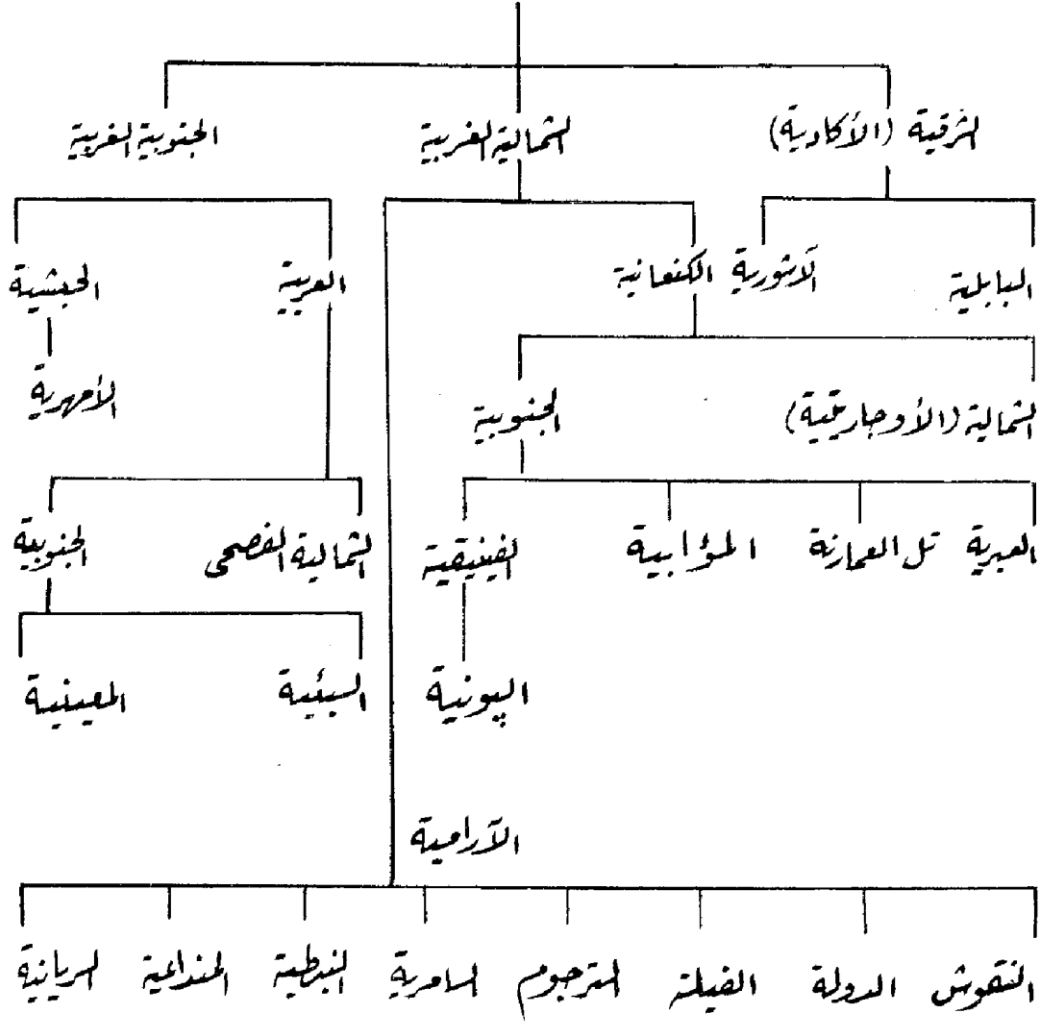 الشرقية (الأكادية) الشمالية الغربية الجنوبية الغربية
البابلية الآشورية الكنعانية العربية الحبشية
الشمالية (الأوجاريتية) الجنوبية الأمهرية
العبرية تل العمارنة المؤابية الفينيقية الشمالية الفصحى الجنوبية
الپونية السبئية المعينية
الآرامية
النقوش الدولة الفيلة الترجوم السامرية النبطية المندائية السريانية